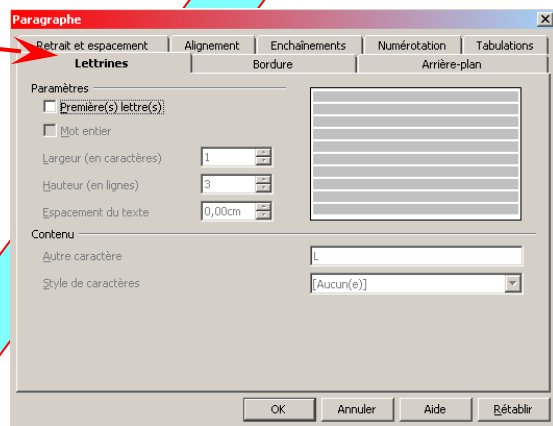 Paragraphe
Retrait et espacement Alignement Enchaînements Numérotation Tabulations
Lettrines Bordure Arrière-plan
Paramètres
Première(s) lettre(s)
Mot entier
Largeur (en caractères) 1
Hauteur (en lignes) 3
Espacement du texte 0,00cm
Contenu
Autre caractère L
Style de caractères [Aucun(e)]
OK Annuler Aide Rétablir